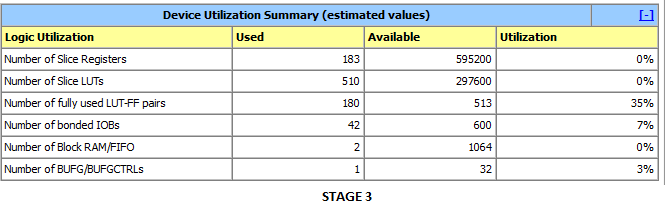 Device Utilization Summary (estimated values) [-]
Logic Utilization Used Available Utilization
Number of Slice Registers 183 595200 0%
Number of Slice LUTs 510 297600 0%
Number of fully used LUT-FF pairs 180 513 35%
Number of bonded IOBs 42 600 7%
Number of Block RAM/FIFO 2 1064 0%
Number of BUFG/BUFGCTRLs 1 32 3%
STAGE 3